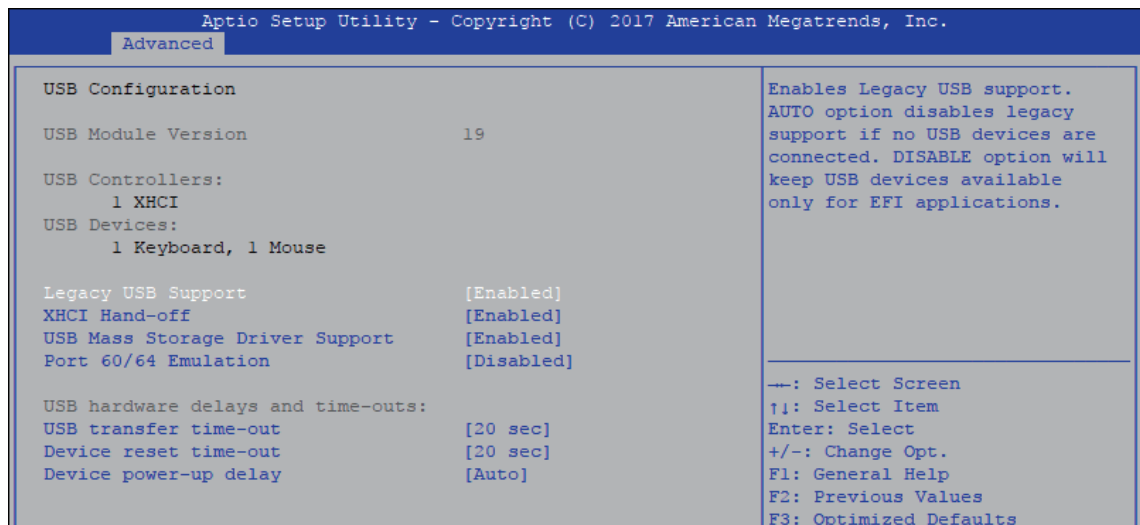 Aptio Setup Utility - Copyright (C) 2017 American Megatrends, Inc.
Advanced
USB Configuration
USB Module Version 19
USB Controllers:
1 XHCI
USB Devices:
1 Keyboard, 1 Mouse
Legacy USB Support [Enabled]
XHCI Hand-off [Enabled]
USB Mass Storage Driver Support [Enabled]
Port 60/64 Emulation [Disabled]
USB hardware delays and time-outs:
USB transfer time-out [20 sec]
Device reset time-out [20 sec]
Device power-up delay [Auto]
Enables Legacy USB support.
AUTO option disables legacy
support if no USB devices are
connected. DISABLE option will
keep USB devices available
only for EFI applications.
→←: Select Screen
↑↓: Select Item
Enter: Select
+/-: Change Opt.
F1: General Help
F2: Previous Values
F3: Optimized Defaults